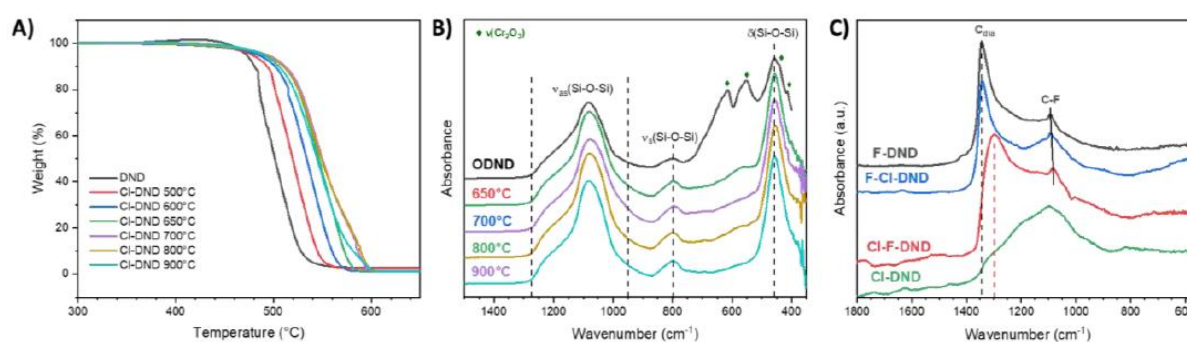 A)
Weight (%)
100
80
60
40
20
0
DND
Cl-DND 500°C
Cl-DND 600°C
Cl-DND 650°C
Cl-DND 700°C
Cl-DND 800°C
Cl-DND 900°C
300 400 500 600
Temperature (°C)
B)
♦ ν(Cr₂O₃)
δ(Si-O-Si)
νas(Si-O-Si)
νs(Si-O-Si)
Absorbance
ODND
650°C
700°C
800°C
900°C
1400 1200 1000 800 600 400
Wavenumber (cm⁻¹)
C)
Cdia
C-F
Absorbance (a.u.)
F-DND
F-Cl-DND
Cl-F-DND
Cl-DND
1800 1600 1400 1200 1000 800 600
Wavenumber (cm⁻¹)